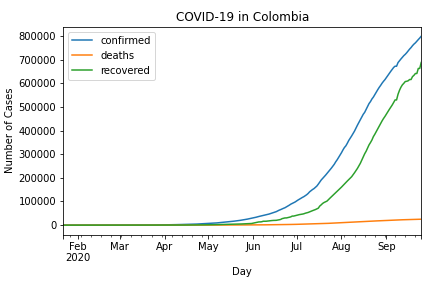 COVID-19 in Colombia
confirmed
deaths
recovered
Number of Cases
800000
700000
600000
500000
400000
300000
200000
100000
0
Feb Mar Apr May Jun Jul Aug Sep
2020
Day